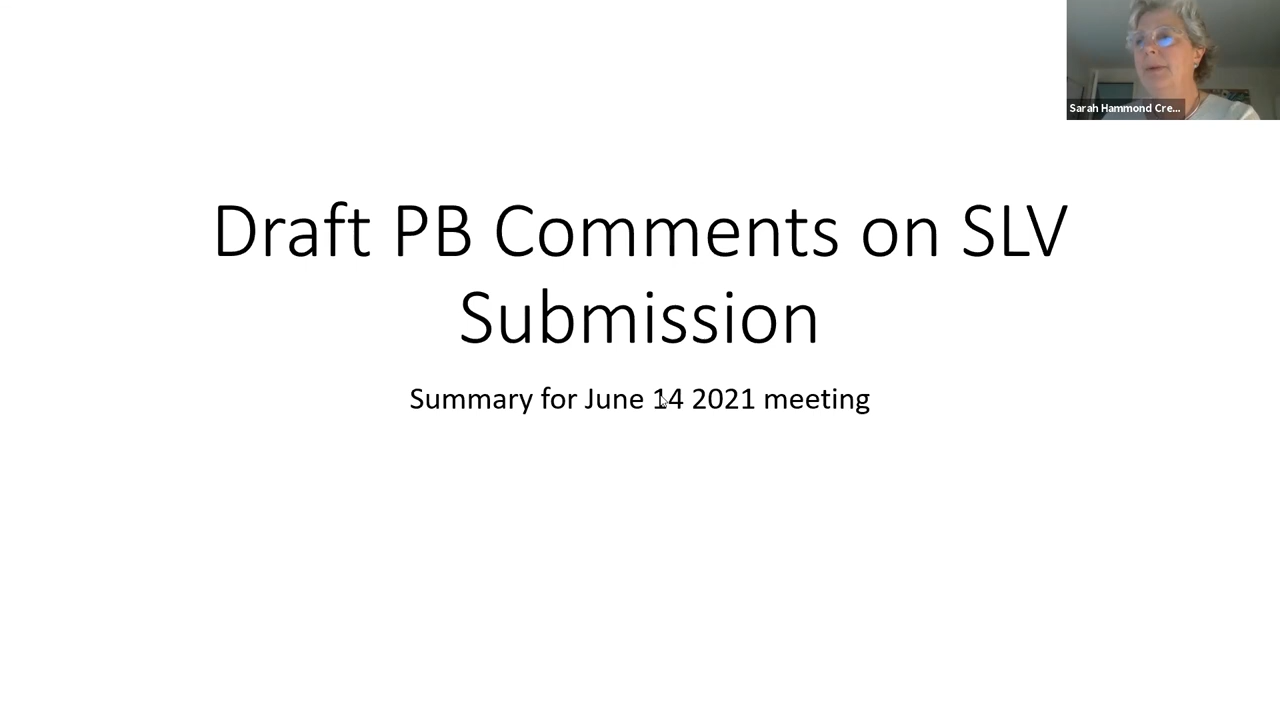 Sarah Hammond Cre...
Draft PB Comments on SLV
Submission
Summary for June 14 2021 meeting